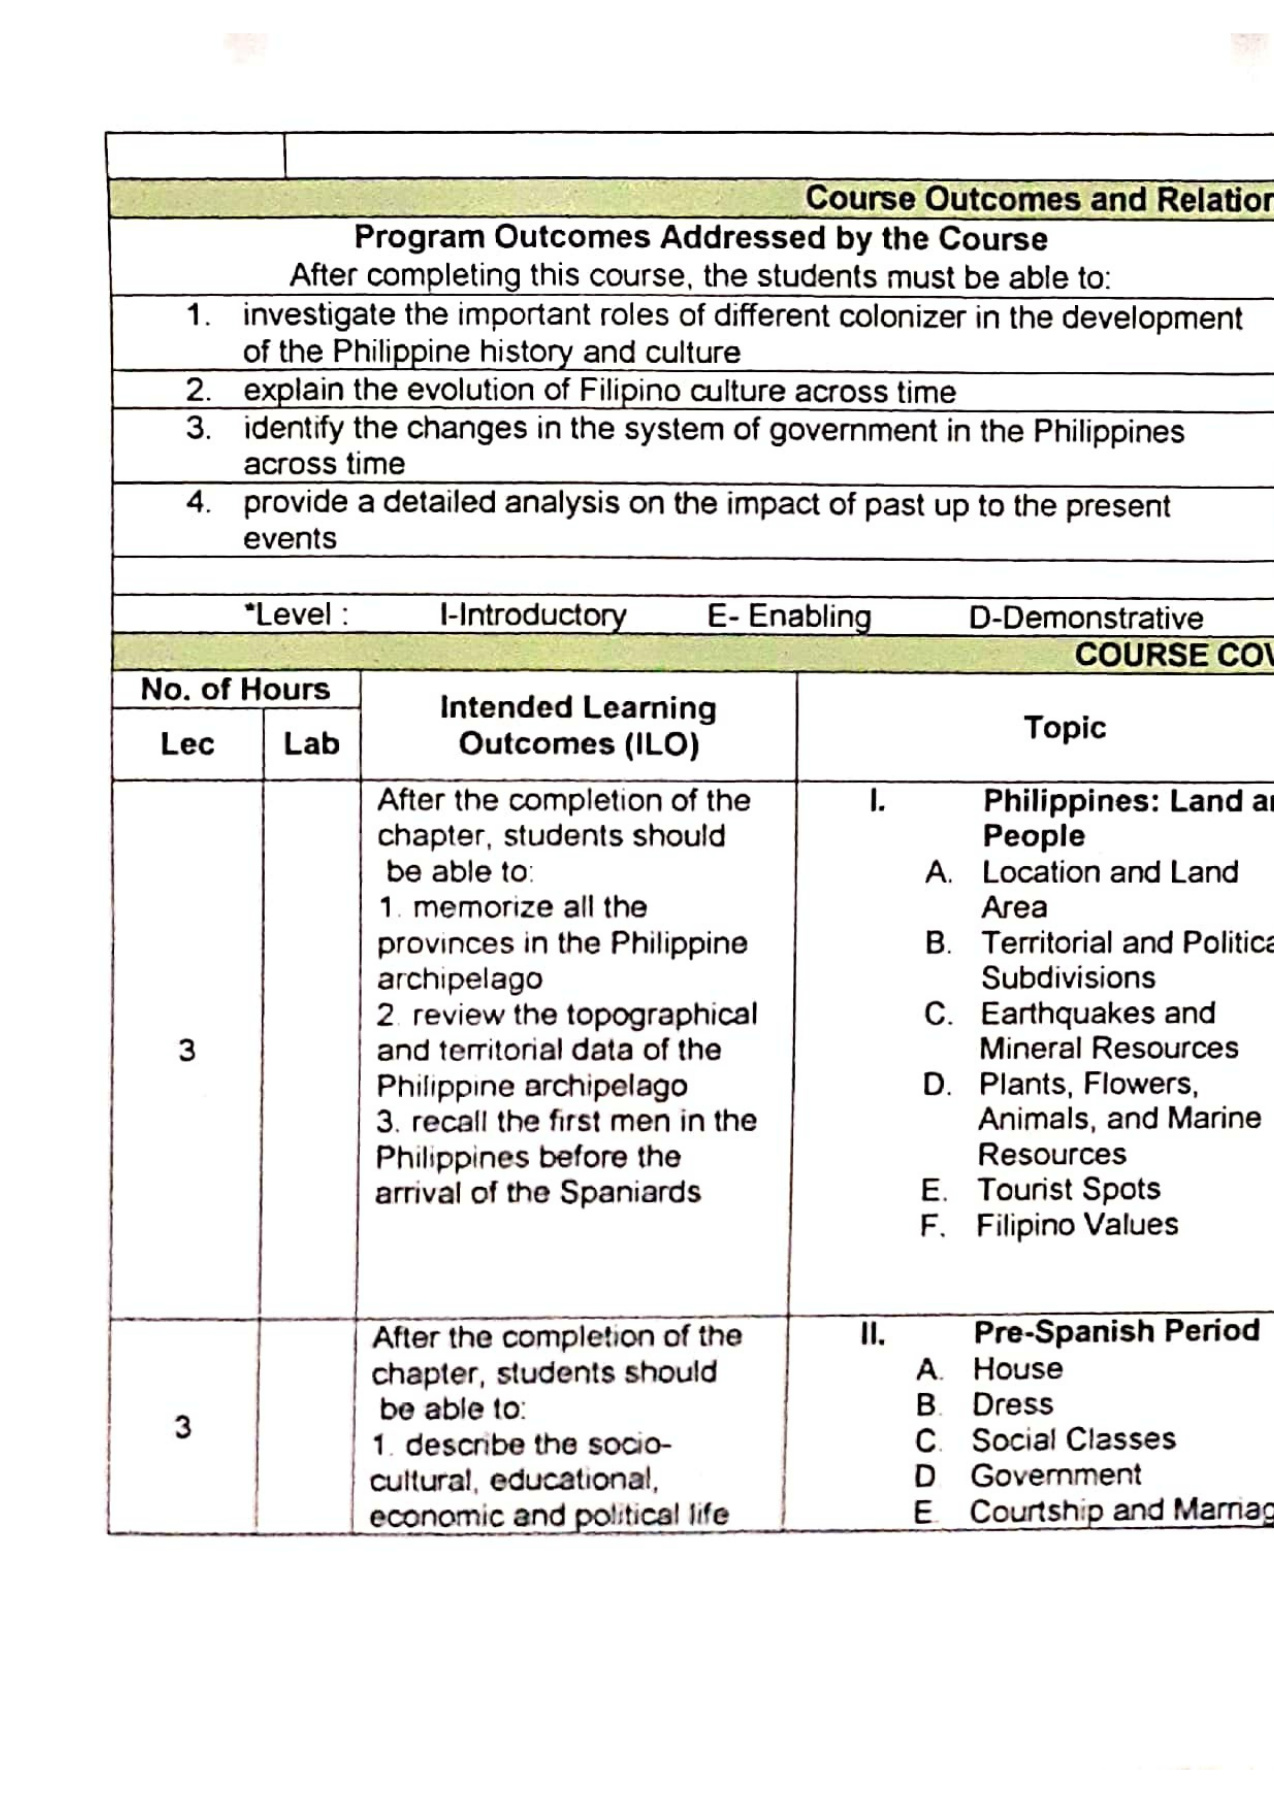 Course Outcomes and Relation
Program Outcomes Addressed by the Course
After completing this course, the students must be able to:
1. investigate the important roles of different colonizer in the development
of the Philippine history and culture
2. explain the evolution of Filipino culture across time
3. identify the changes in the system of government in the Philippines
across time
4. provide a detailed analysis on the impact of past up to the present
events
*Level : I-Introductory E- Enabling D-Demonstrative
COURSE COV
No. of Hours
Lec Lab
Intended Learning
Outcomes (ILO)
Topic
3
After the completion of the
chapter, students should
be able to:
1. memorize all the
provinces in the Philippine
archipelago
2. review the topographical
and territorial data of the
Philippine archipelago
3. recall the first men in the
Philippines before the
arrival of the Spaniards
I. Philippines: Land an
People
A. Location and Land
Area
B. Territorial and Politica
Subdivisions
C. Earthquakes and
Mineral Resources
D. Plants, Flowers,
Animals, and Marine
Resources
E. Tourist Spots
F. Filipino Values
3
After the completion of the
chapter, students should
be able to:
1. describe the socio-
cultural, educational,
economic and political life
II. Pre-Spanish Period
A. House
B. Dress
C. Social Classes
D. Government
E. Courtship and Marriag